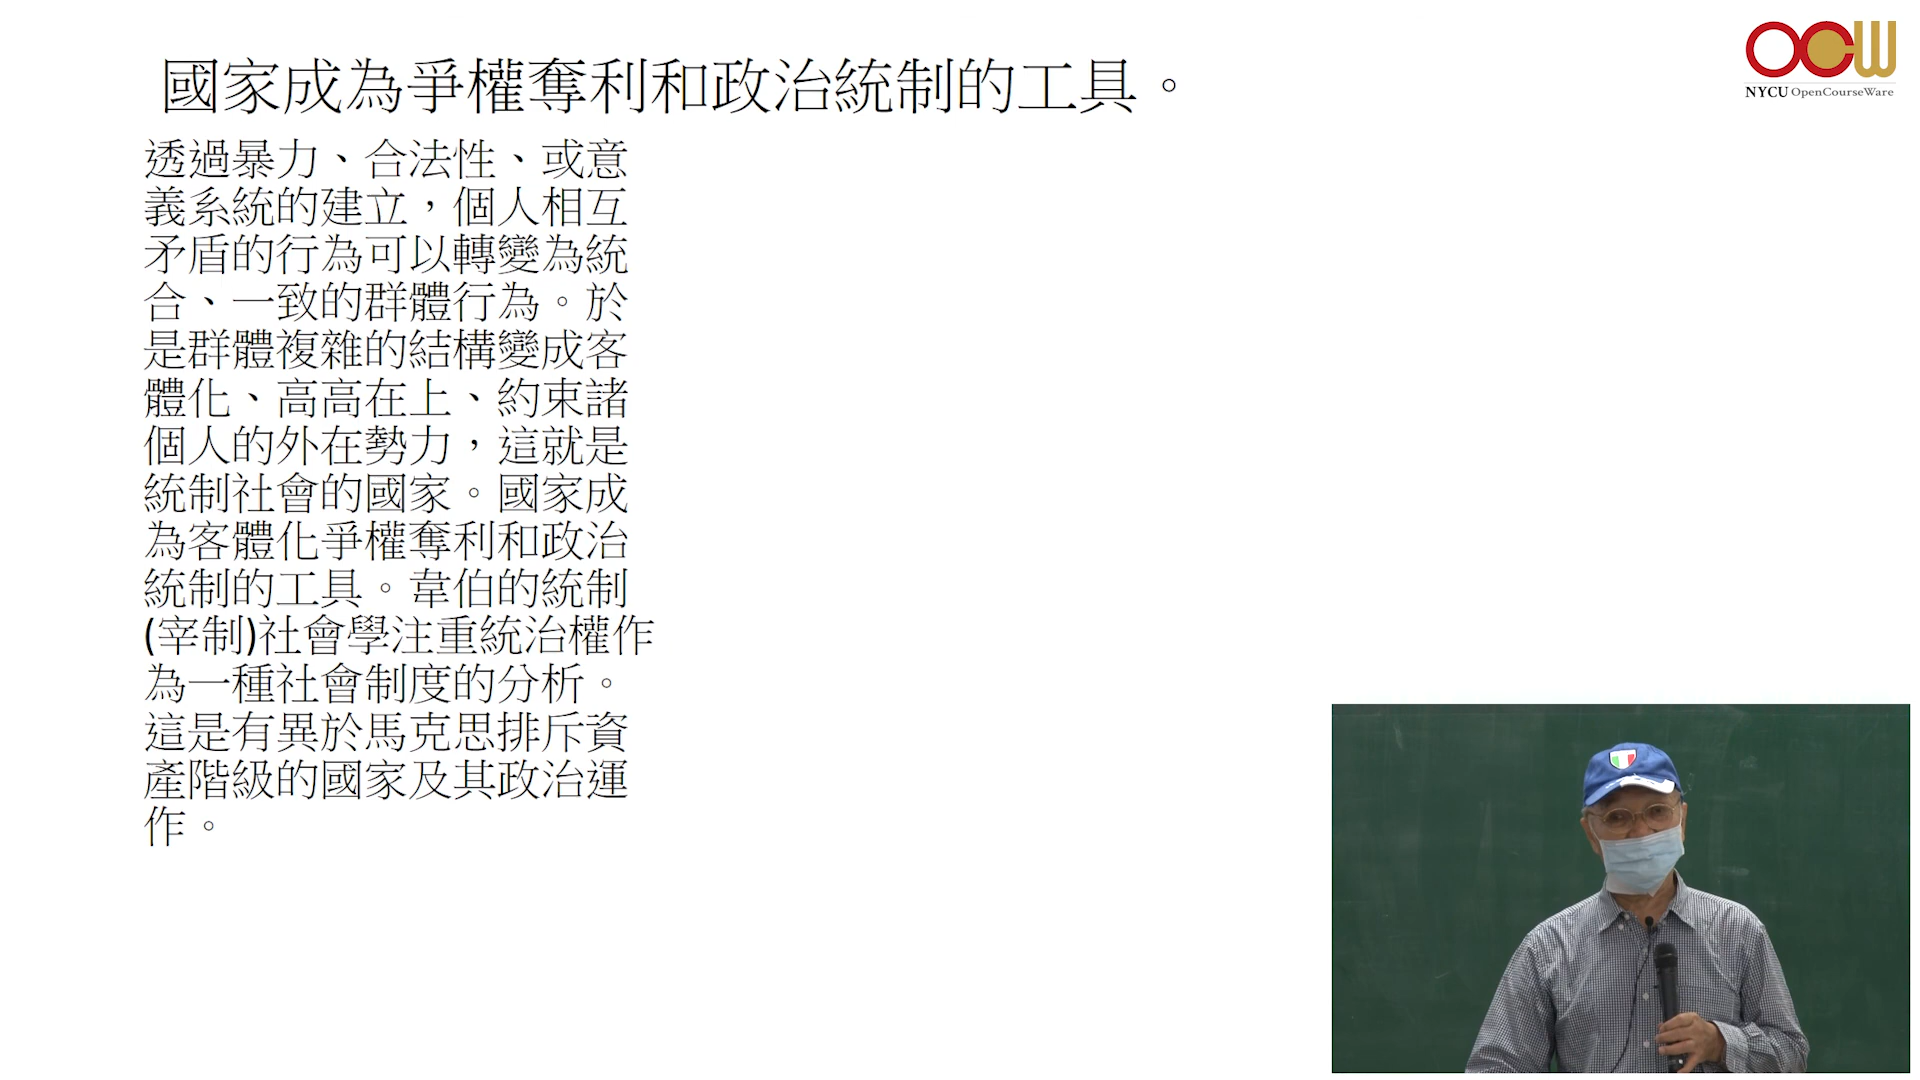 國家成為爭權奪利和政治統制的工具。
透過暴力、合法性、或意
義系統的建立，個人相互
矛盾的行為可以轉變為統
合、一致的群體行為。於
是群體複雜的結構變成客
體化、高高在上、約束諸
個人的外在勢力，這就是
統制社會的國家。國家成
為客體化爭權奪利和政治
統制的工具。韋伯的統制
(宰制)社會學注重統治權作
為一種社會制度的分析。
這是有異於馬克思排斥資
產階級的國家及其政治運
作。
OCW
NYCU OpenCourseWare